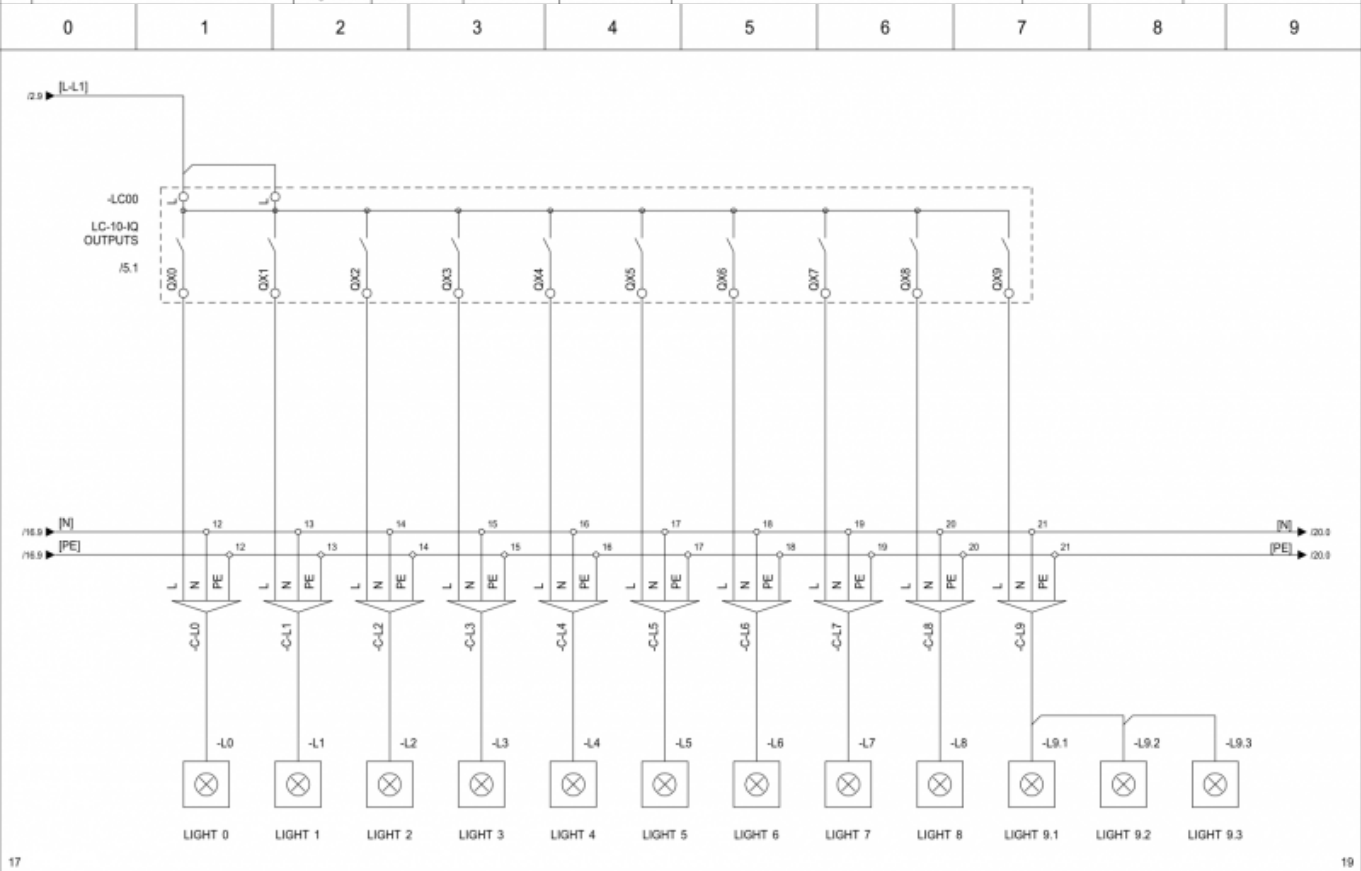 0 1 2 3 4 5 6 7 8 9
/2.9 [L-L1]
-LC00 L L
LC-10-IQ
OUTPUTS
/5.1
QX0 QX1 QX2 QX3 QX4 QX5 QX6 QX7 QX8 QX9
/16.9 [N] 12 13 14 15 16 17 18 19 20 21 [N] /20.0
/16.9 [PE] 12 13 14 15 16 17 18 19 20 21 [PE] /20.0
L N PE L N PE L N PE L N PE L N PE L N PE L N PE L N PE L N PE L N PE
-C-L0 -C-L1 -C-L2 -C-L3 -C-L4 -C-L5 -C-L6 -C-L7 -C-L8 -C-L9
-L0 -L1 -L2 -L3 -L4 -L5 -L6 -L7 -L8 -L9.1 -L9.2 -L9.3
LIGHT 0 LIGHT 1 LIGHT 2 LIGHT 3 LIGHT 4 LIGHT 5 LIGHT 6 LIGHT 7 LIGHT 8 LIGHT 9.1 LIGHT 9.2 LIGHT 9.3
17 19